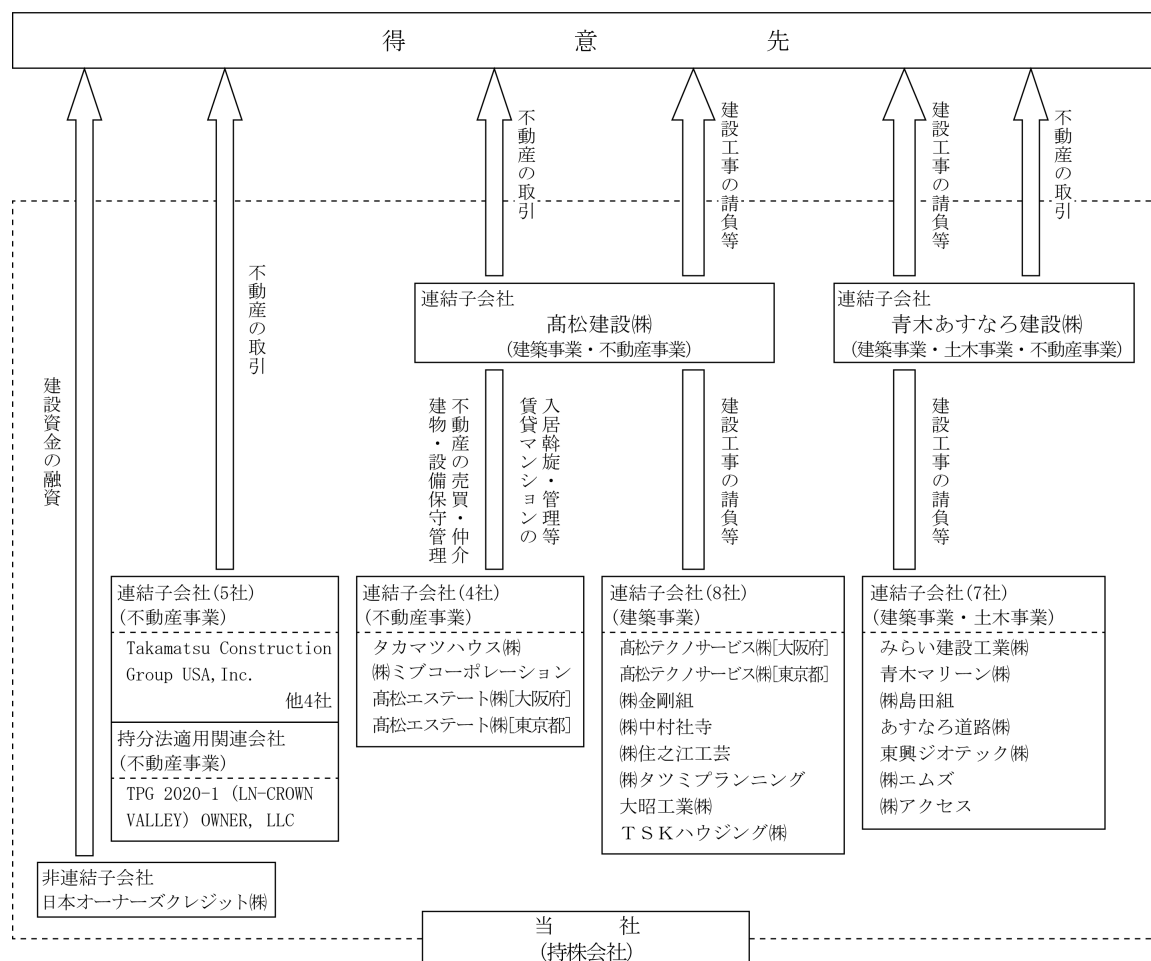 得意先
不動産の取引
建設工事の請負等
建設工事の請負等
不動産の取引
不動産の取引
建設資金の融資
連結子会社
髙松建設㈱
(建築事業・不動産事業)
連結子会社
青木あすなろ建設㈱
(建築事業・土木事業・不動産事業)
不動産の売買・仲介
建物・設備保守管理
入居斡旋・管理等
賃貸マンションの
建設工事の請負等
建設工事の請負等
連結子会社(5社)
(不動産事業)
Takamatsu Construction
Group USA,Inc.
他4社
持分法適用関連会社
(不動産事業)
TPG 2020-1 (LN-CROWN
VALLEY) OWNER, LLC
連結子会社(4社)
(不動産事業)
タカマツハウス㈱
㈱ミブコーポレーション
髙松エステート㈱[大阪府]
髙松エステート㈱[東京都]
連結子会社(8社)
(建築事業)
髙松テクノサービス㈱[大阪府]
髙松テクノサービス㈱[東京都]
㈱金剛組
㈱中村社寺
㈱住之江工芸
㈱タツミプランニング
大昭工業㈱
ＴＳＫハウジング㈱
連結子会社(7社)
(建築事業・土木事業)
みらい建設工業㈱
青木マリーン㈱
㈱島田組
あすなろ道路㈱
東興ジオテック㈱
㈱エムズ
㈱アクセス
非連結子会社
日本オーナーズクレジット㈱
当社
(持株会社)